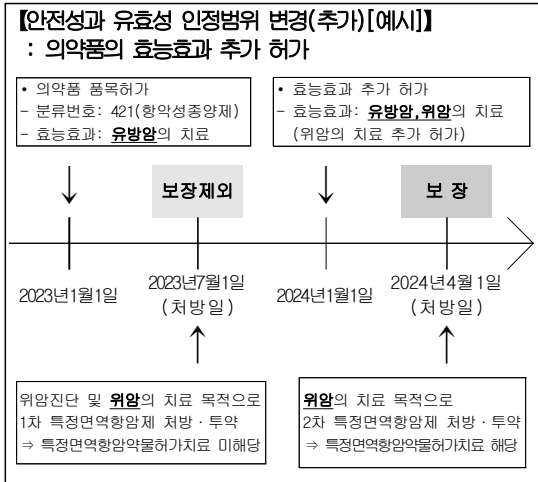 【안전성과 유효성 인정범위 변경(추가)[예시]】
: 의약품의 효능효과 추가 허가
• 의약품 품목허가
- 분류번호: 421(항악성종양제)
- 효능효과: 유방암의 치료
• 효능효과 추가 허가
- 효능효과: 유방암,위암의 치료
(위암의 치료 추가 허가)
보장제외
보 장
2023년1월1일
2023년7월1일
(처방일)
2024년1월1일
2024년4월1일
(처방일)
위암진단 및 위암의 치료 목적으로
1차 특정면역항암제 처방·투약
⇒ 특정면역항암약물허가치료 미해당
위암의 치료 목적으로
2차 특정면역항암제 처방·투약
⇒ 특정면역항암약물허가치료 해당